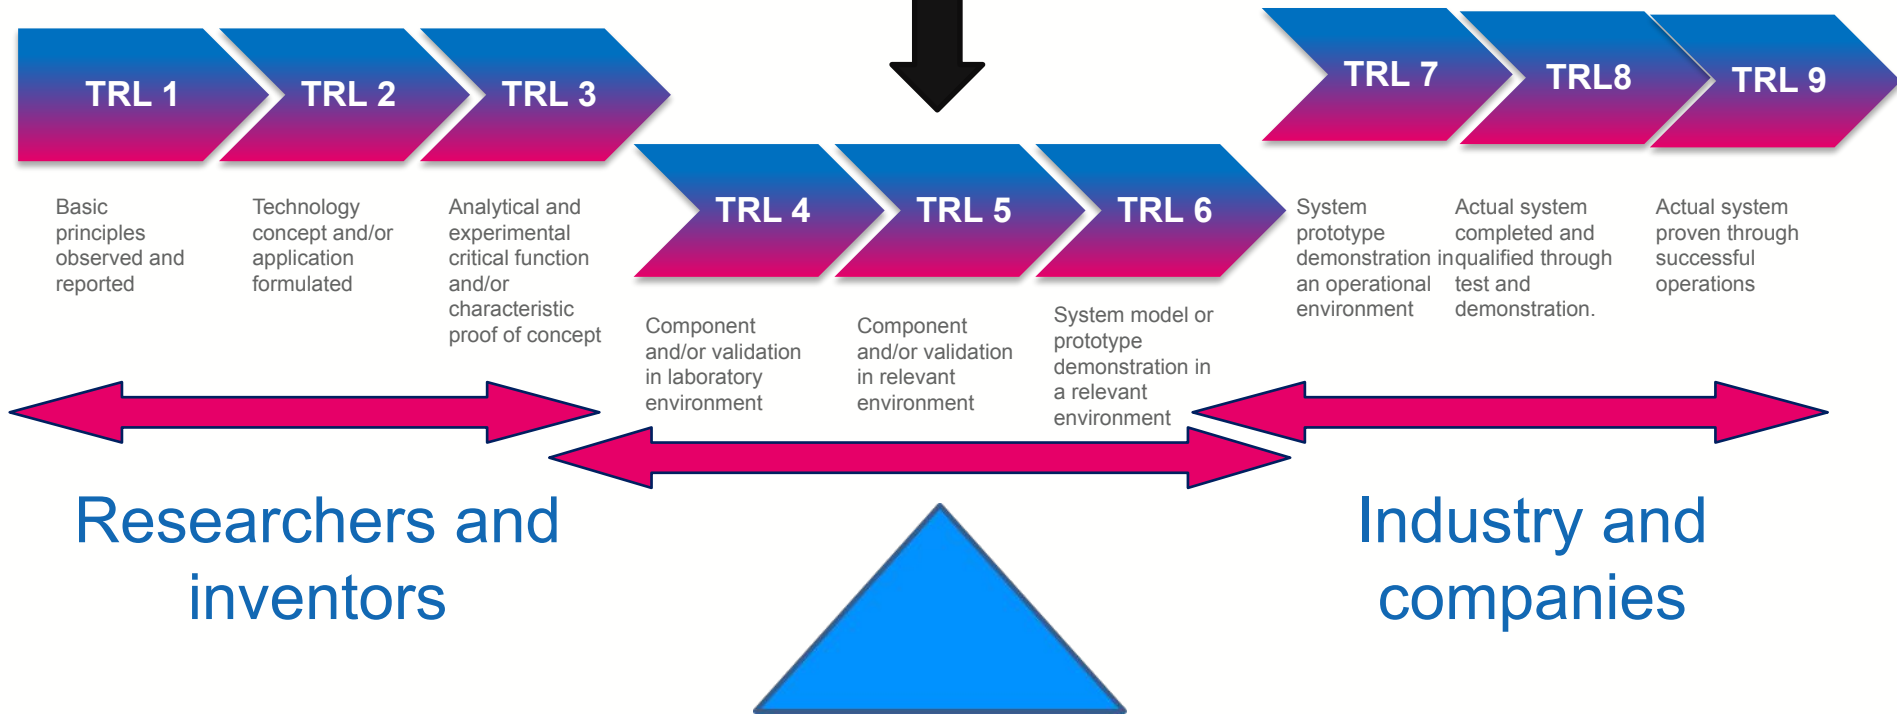 TRL 1
TRL 2
TRL 3
TRL 4
TRL 5
TRL 6
TRL 7
TRL8
TRL 9
Basic
principles
observed and
reported
Technology
concept and/or
application
formulated
Analytical and
experimental
critical function
and/or
characteristic
proof of concept
Component
and/or validation
in laboratory
environment
Component
and/or validation
in relevant
environment
System model or
prototype
demonstration in
a relevant
environment
System
prototype
demonstration in
an operational
environment
Actual system
completed and
qualified through
test and
demonstration.
Actual system
proven through
successful
operations
Researchers and
inventors
Industry and
companies